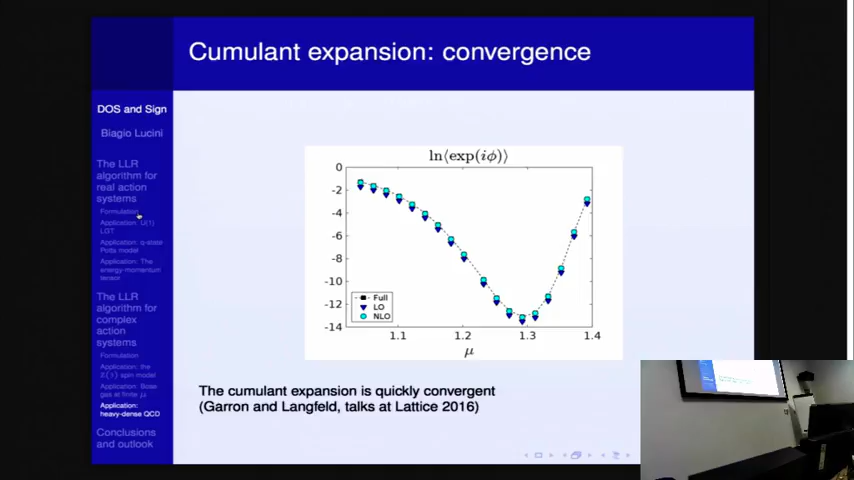 Cumulant expansion: convergence
DOS and Sign
Biagio Lucini
The LLR
algorithm for
real action
systems
Formulation
Application: U(1)
LGT
Application: q-state
Potts model
Application: The
energy-momentum
tensor
The LLR
algorithm for
complex
action
systems
Formulation
Application: the
Z(3) spin model
Application: Bose
gas at finite μ
Application:
heavy-dense QCD
Conclusions
and outlook
ln⟨exp(iϕ)⟩
0
-2
-4
-6
-8
-10
-12
-14
Full
LO
NLO
1.1 1.2 1.3 1.4
μ
The cumulant expansion is quickly convergent
(Garron and Langfeld, talks at Lattice 2016)